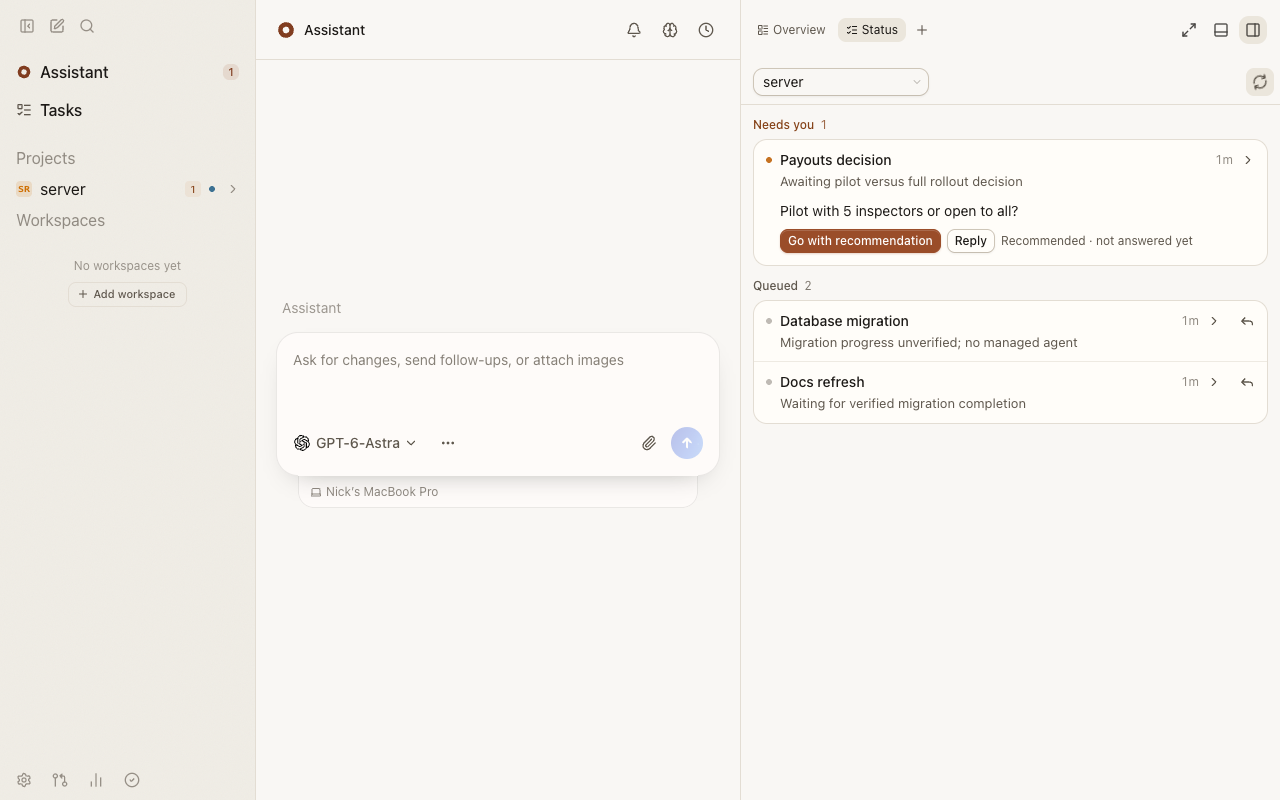 Assistant
1
Tasks
Projects
SR server 1
Workspaces
No workspaces yet
Add workspace
Assistant
Assistant
Ask for changes, send follow-ups, or attach images
GPT-6-Astra
Nick's MacBook Pro
Overview
Status
server
Needs you 1
Payouts decision 1m
Awaiting pilot versus full rollout decision
Pilot with 5 inspectors or open to all?
Go with recommendation Reply Recommended · not answered yet
Queued 2
Database migration 1m
Migration progress unverified; no managed agent
Docs refresh 1m
Waiting for verified migration completion